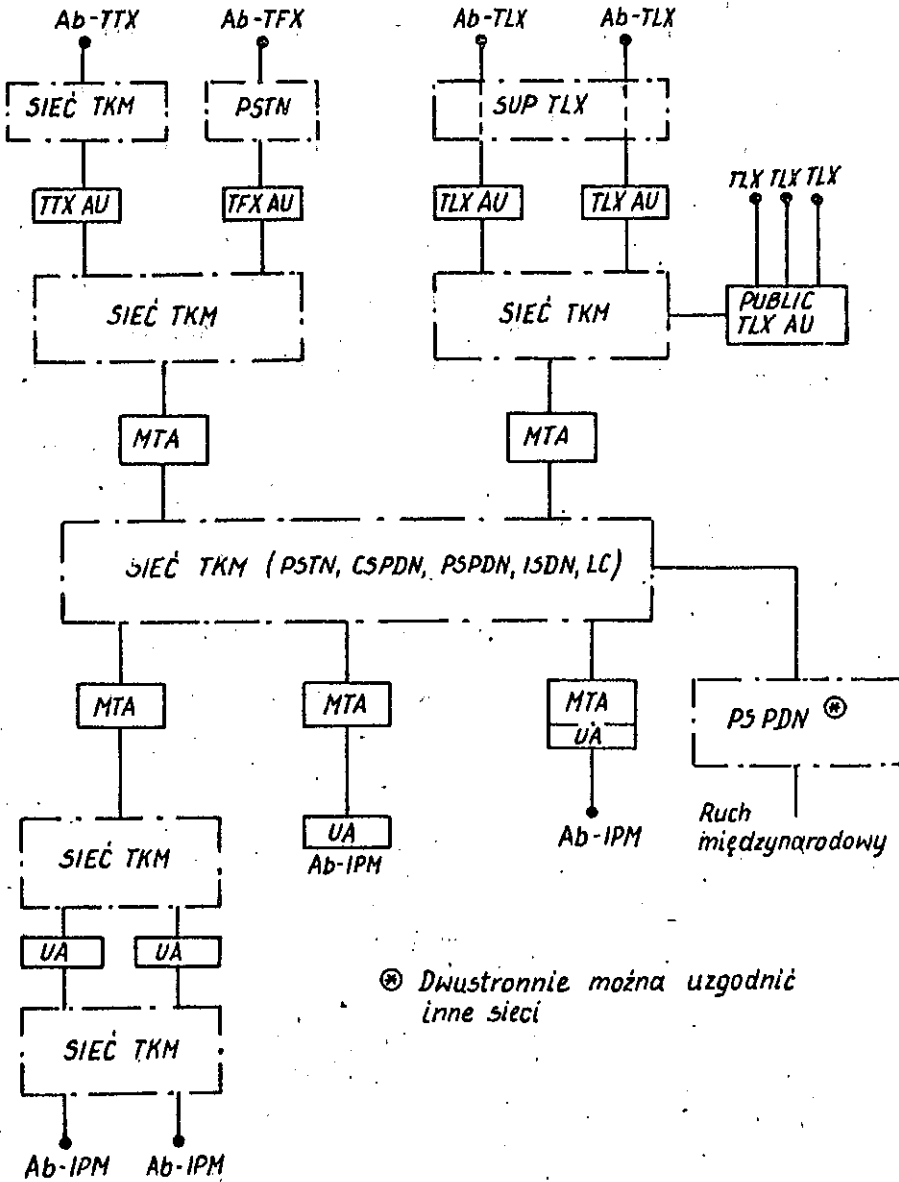 Ab-TTX
Ab-TFX
Ab-TLX
Ab-TLX
SIEĆ TKM
PSTN
SUP TLX
TLX TLX TLX
TTX AU
TFX AU
TLX AU
TLX AU
SIEĆ TKM
SIEĆ TKM
PUBLIC
TLX AU
MTA
MTA
SIEĆ TKM (PSTN, CSPDN, PSPDN, ISDN, LC)
MTA
MTA
MTA
UA
PS PDN ⊛
SIEĆ TKM
UA
Ab-IPM
Ab-IPM
Ruch
międzynarodowy
UA
UA
⊛ Dwustronnie można uzgodnić
inne sieci
SIEĆ TKM
Ab-IPM
Ab-IPM